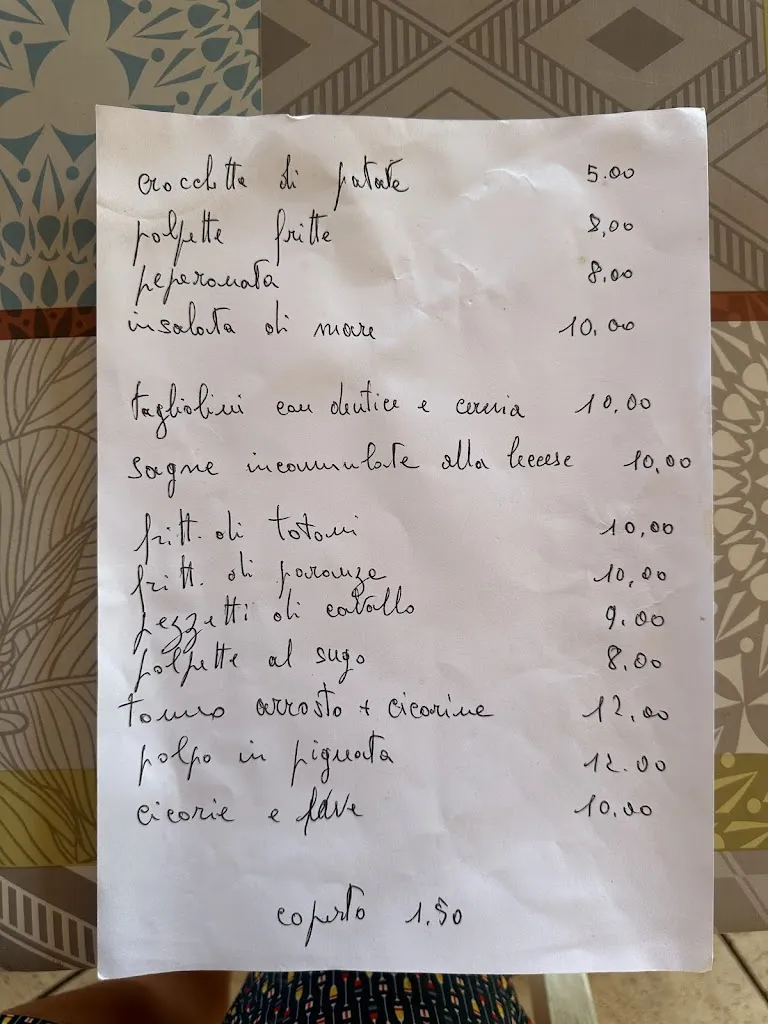 crocchette di patate 5.00
polpette fritte 8,00
peperonata 8,00
insalata di mare 10,00
tagliolini con dentice e cernia 10,00
sagne incannulate alla leccese 10,00
fritt. di totani 10,00
fritt. di paranza 10,00
pezzetti di cavallo 9.00
polpette al sugo 8.00
tonno arrosto + cicorine 12.00
polpo in pignata 12.00
cicorie e fave 10.00
coperto 1.50